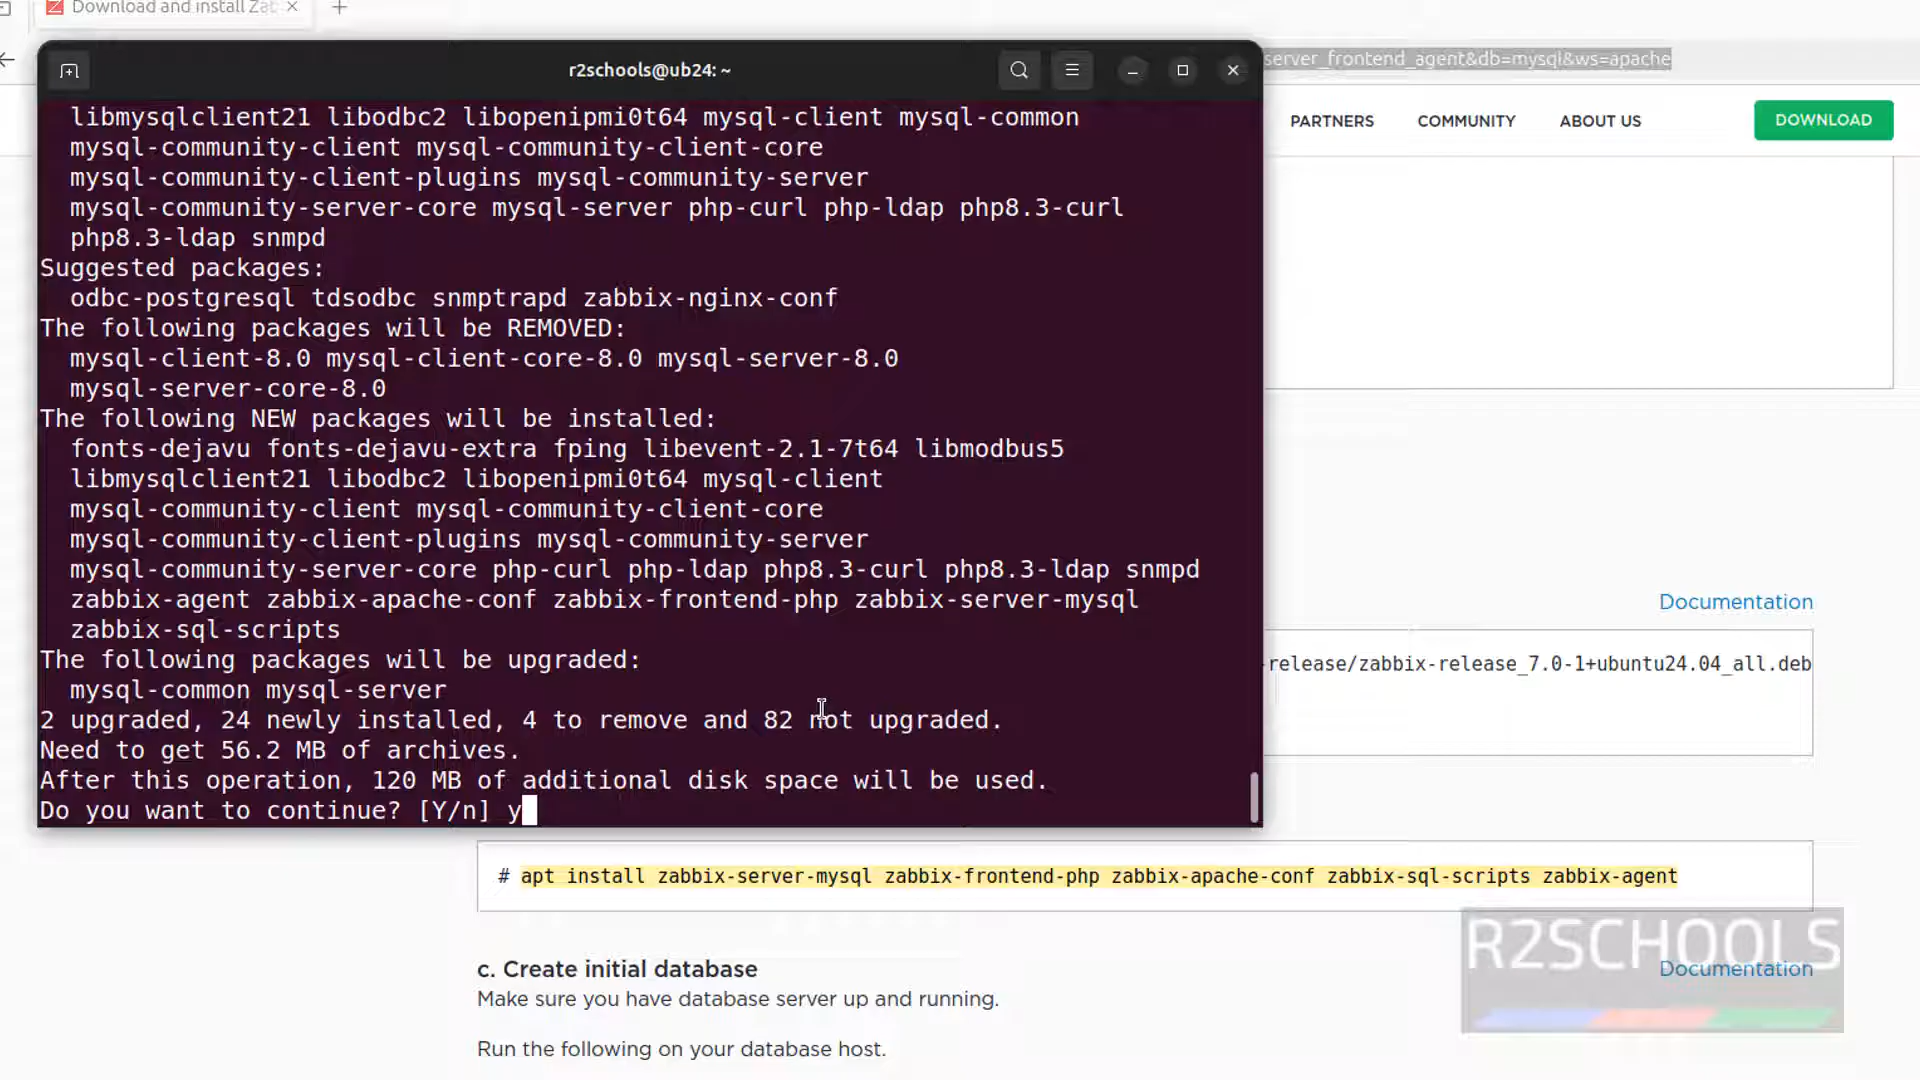 Download and install Zab
server_frontend_agent&db=mysql&ws=apache
r2schools@ub24: ~
PARTNERS COMMUNITY ABOUT US DOWNLOAD
libmysqlclient21 libodbc2 libopenipmi0t64 mysql-client mysql-common
mysql-community-client mysql-community-client-core
mysql-community-client-plugins mysql-community-server
mysql-community-server-core mysql-server php-curl php-ldap php8.3-curl
php8.3-ldap snmpd
Suggested packages:
odbc-postgresql tdsodbc snmptrapd zabbix-nginx-conf
The following packages will be REMOVED:
mysql-client-8.0 mysql-client-core-8.0 mysql-server-8.0
mysql-server-core-8.0
The following NEW packages will be installed:
fonts-dejavu fonts-dejavu-extra fping libevent-2.1-7t64 libmodbus5
libmysqlclient21 libodbc2 libopenipmi0t64 mysql-client
mysql-community-client mysql-community-client-core
mysql-community-client-plugins mysql-community-server
mysql-community-server-core php-curl php-ldap php8.3-curl php8.3-ldap snmpd
zabbix-agent zabbix-apache-conf zabbix-frontend-php zabbix-server-mysql
zabbix-sql-scripts
The following packages will be upgraded:
mysql-common mysql-server
2 upgraded, 24 newly installed, 4 to remove and 82 not upgraded.
Need to get 56.2 MB of archives.
After this operation, 120 MB of additional disk space will be used.
Do you want to continue? [Y/n] y
Documentation
-release/zabbix-release_7.0-1+ubuntu24.04_all.deb
# apt install zabbix-server-mysql zabbix-frontend-php zabbix-apache-conf zabbix-sql-scripts zabbix-agent
c. Create initial database
Documentation
Make sure you have database server up and running.
Run the following on your database host.
R2SCHOOLS